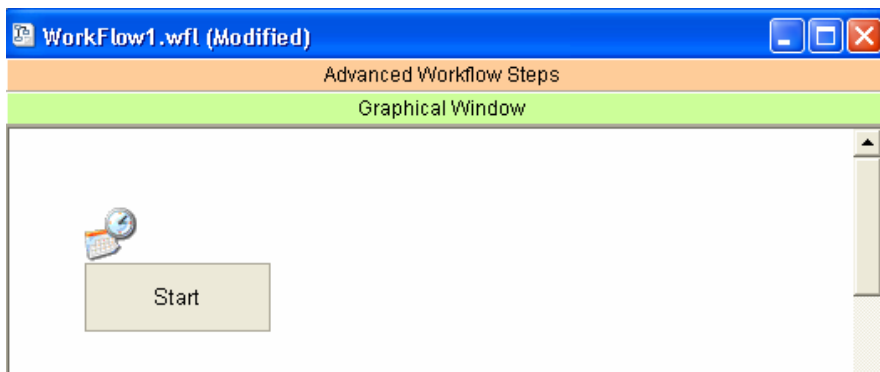 WorkFlow1.wfl (Modified)
Advanced Workflow Steps
Graphical Window
Start